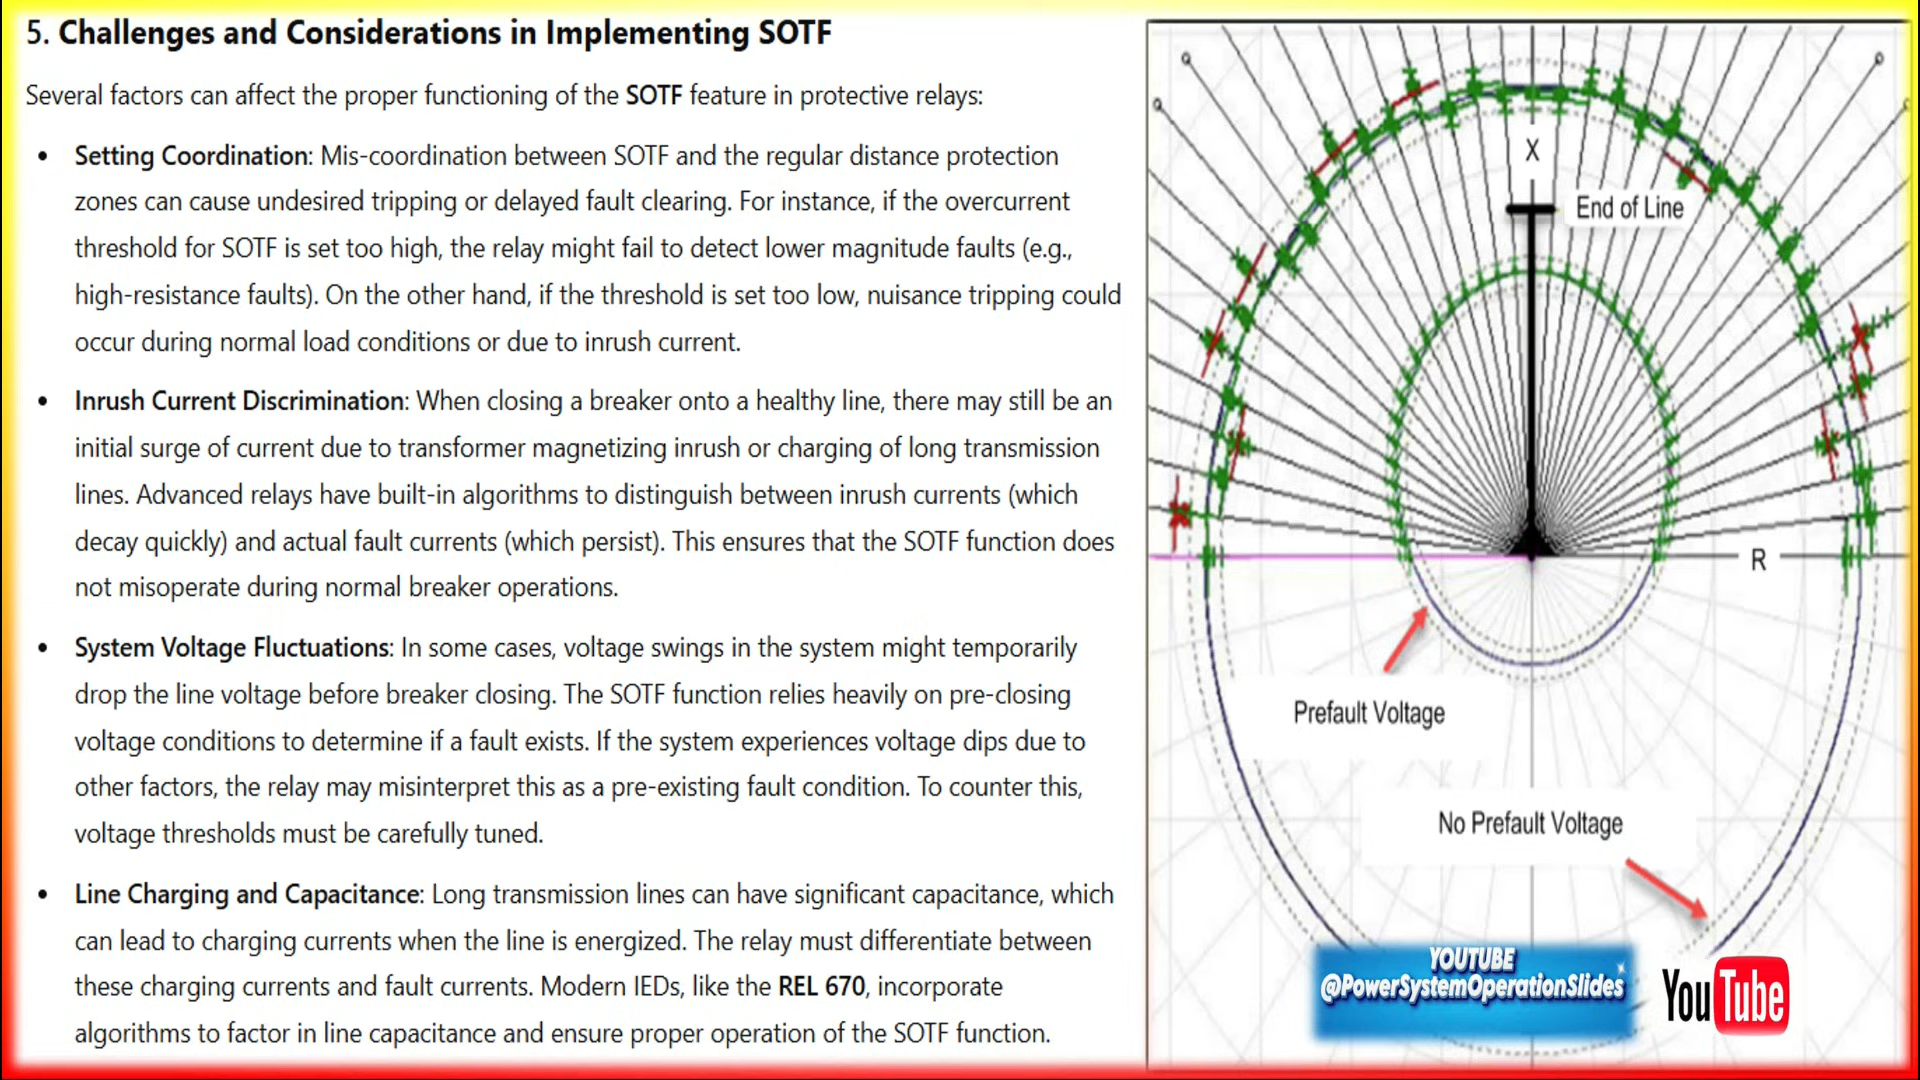 5. Challenges and Considerations in Implementing SOTF
Several factors can affect the proper functioning of the SOTF feature in protective relays:
• Setting Coordination: Mis-coordination between SOTF and the regular distance protection
zones can cause undesired tripping or delayed fault clearing. For instance, if the overcurrent
threshold for SOTF is set too high, the relay might fail to detect lower magnitude faults (e.g.,
high-resistance faults). On the other hand, if the threshold is set too low, nuisance tripping could
occur during normal load conditions or due to inrush current.
• Inrush Current Discrimination: When closing a breaker onto a healthy line, there may still be an
initial surge of current due to transformer magnetizing inrush or charging of long transmission
lines. Advanced relays have built-in algorithms to distinguish between inrush currents (which
decay quickly) and actual fault currents (which persist). This ensures that the SOTF function does
not misoperate during normal breaker operations.
• System Voltage Fluctuations: In some cases, voltage swings in the system might temporarily
drop the line voltage before breaker closing. The SOTF function relies heavily on pre-closing
voltage conditions to determine if a fault exists. If the system experiences voltage dips due to
other factors, the relay may misinterpret this as a pre-existing fault condition. To counter this,
voltage thresholds must be carefully tuned.
• Line Charging and Capacitance: Long transmission lines can have significant capacitance, which
can lead to charging currents when the line is energized. The relay must differentiate between
these charging currents and fault currents. Modern IEDs, like the REL 670, incorporate
algorithms to factor in line capacitance and ensure proper operation of the SOTF function.
X
End of Line
R
Prefault Voltage
No Prefault Voltage
YOUTUBE
@PowerSystemOperationSlides
YouTube